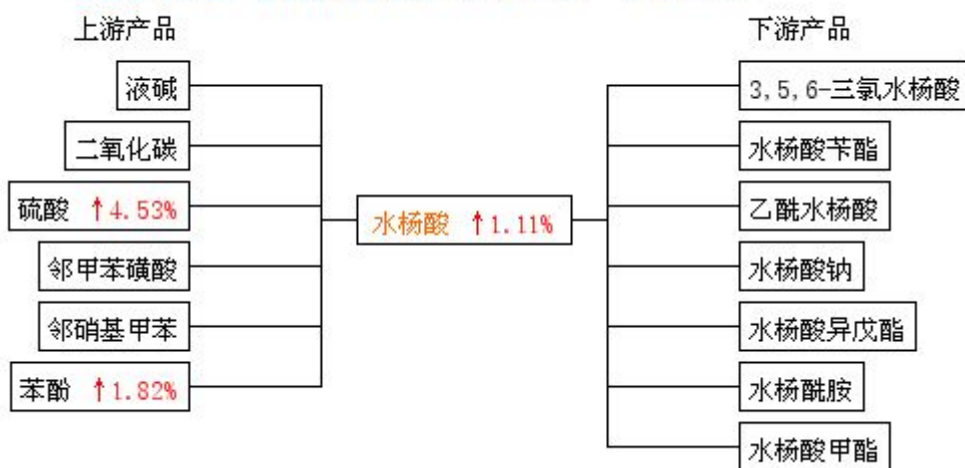 上游产品
液碱
二氧化碳
硫酸 ↑4.53%
邻甲苯磺酸
邻硝基甲苯
苯酚 ↑1.82%
水杨酸 ↑1.11%
下游产品
3,5,6-三氯水杨酸
水杨酸苄酯
乙酰水杨酸
水杨酸钠
水杨酸异戊酯
水杨酰胺
水杨酸甲酯